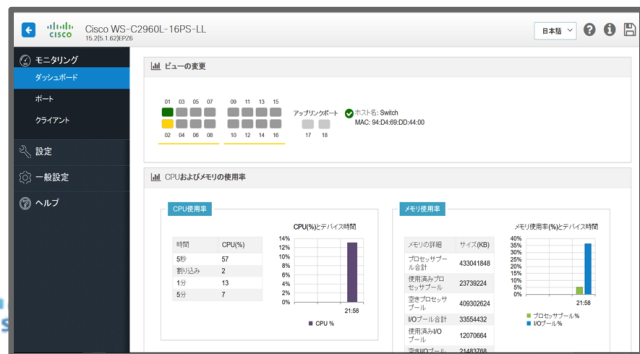 CISCO
Cisco WS-C2960L-16PS-LL
日本語
モニタリング
ダッシュボード
ポート
クライアント
設定
一般設定
ヘルプ
ビューの変更
01 03 05 07 09 11 13 15
アップリンクポート
ホスト名: Switch
MAC: 94:D4:69:DD:44:00
02 04 06 08 10 12 14 16 17 18
CPUおよびメモリの使用率
CPU使用率
時間 CPU(%)
5秒 57
割り込み 2
1分 13
5分 7
CPU(%)とデバイス時間
14%
12%
10%
8%
6%
4%
2%
0%
21:58
CPU %
メモリ使用率
メモリの詳細 サイズ(KB)
プロセッサプール合計 433041848
使用済みプロセッサプール 23739224
空きプロセッサプール 409302624
I/Oプール合計 33554432
使用済みI/Oプール 12070664
空きI/Oプール 21483768
メモリ使用率(%)とデバイス時間
40%
35%
30%
25%
20%
15%
10%
5%
0%
21:58
プロセッサプール%
I/Oプール%